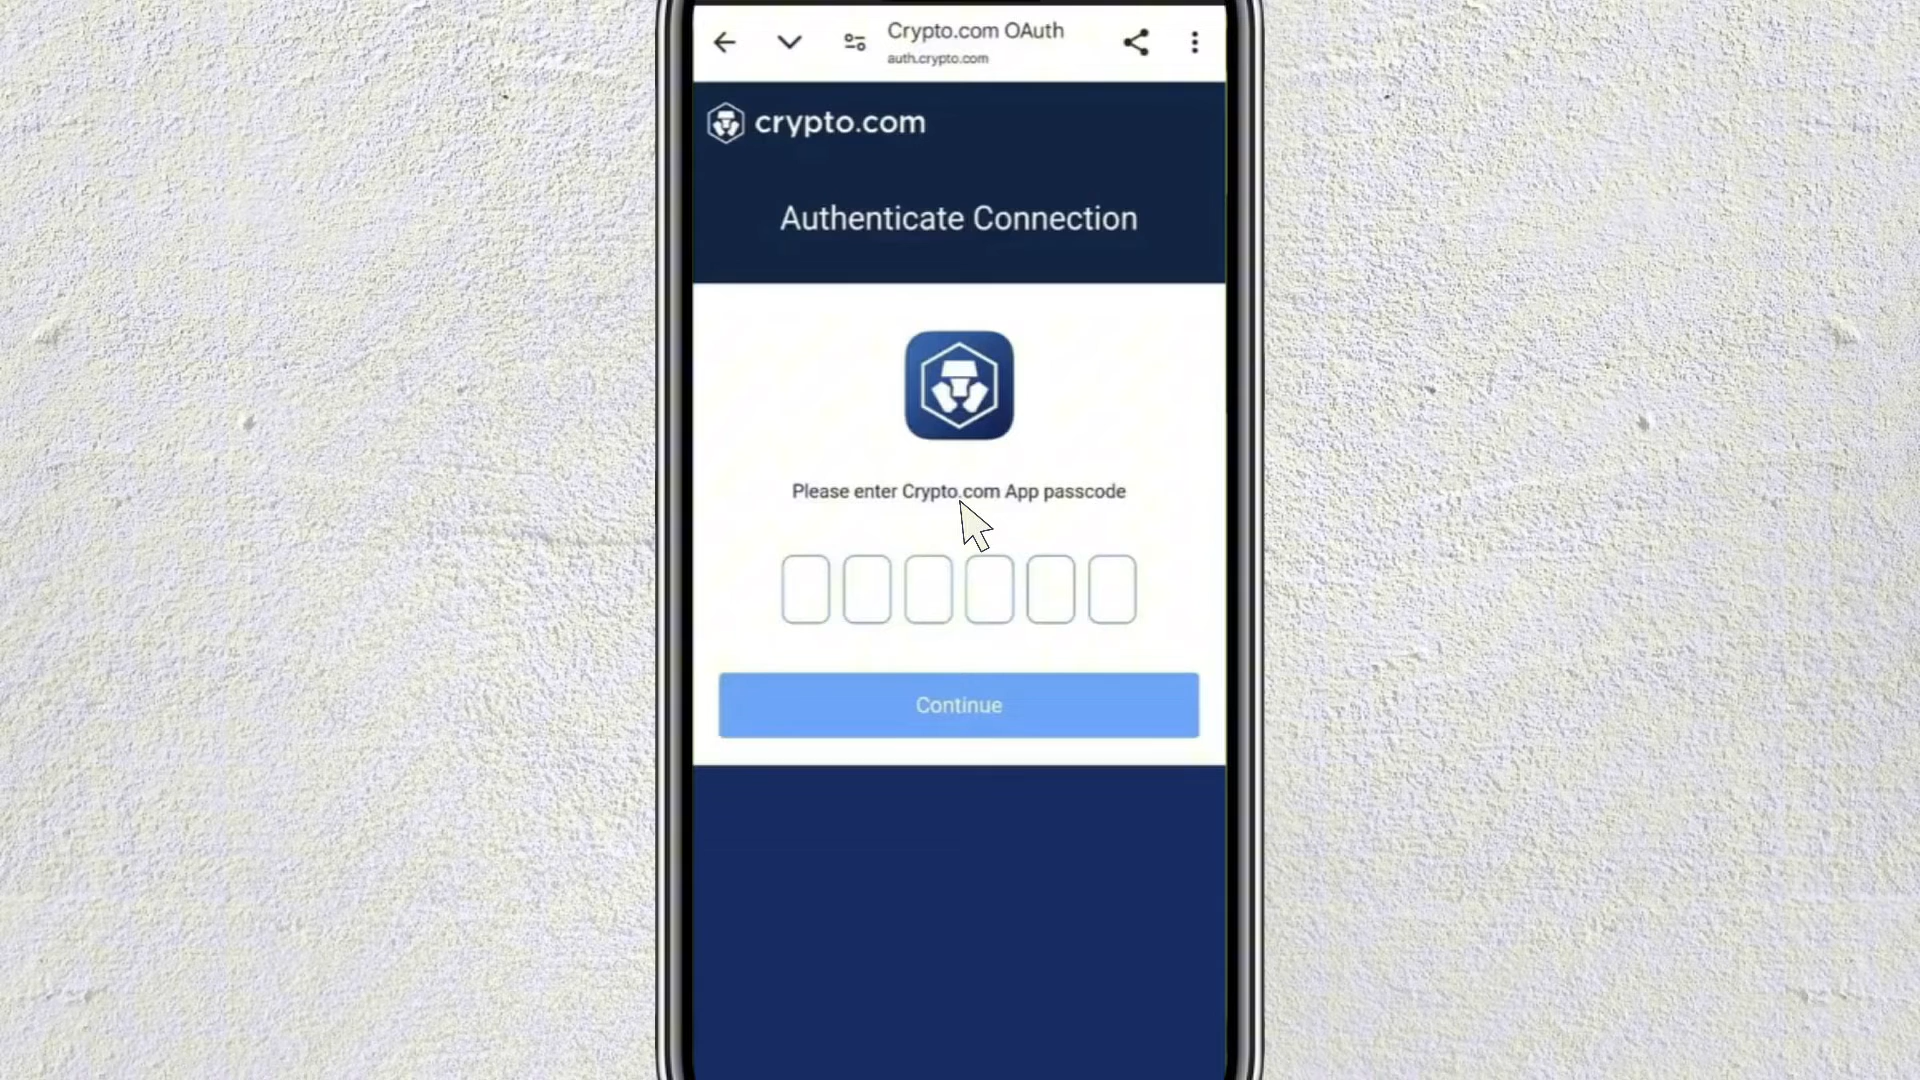 Crypto.com OAuth
auth.crypto.com
crypto.com
Authenticate Connection
Please enter Crypto.com App passcode
Continue